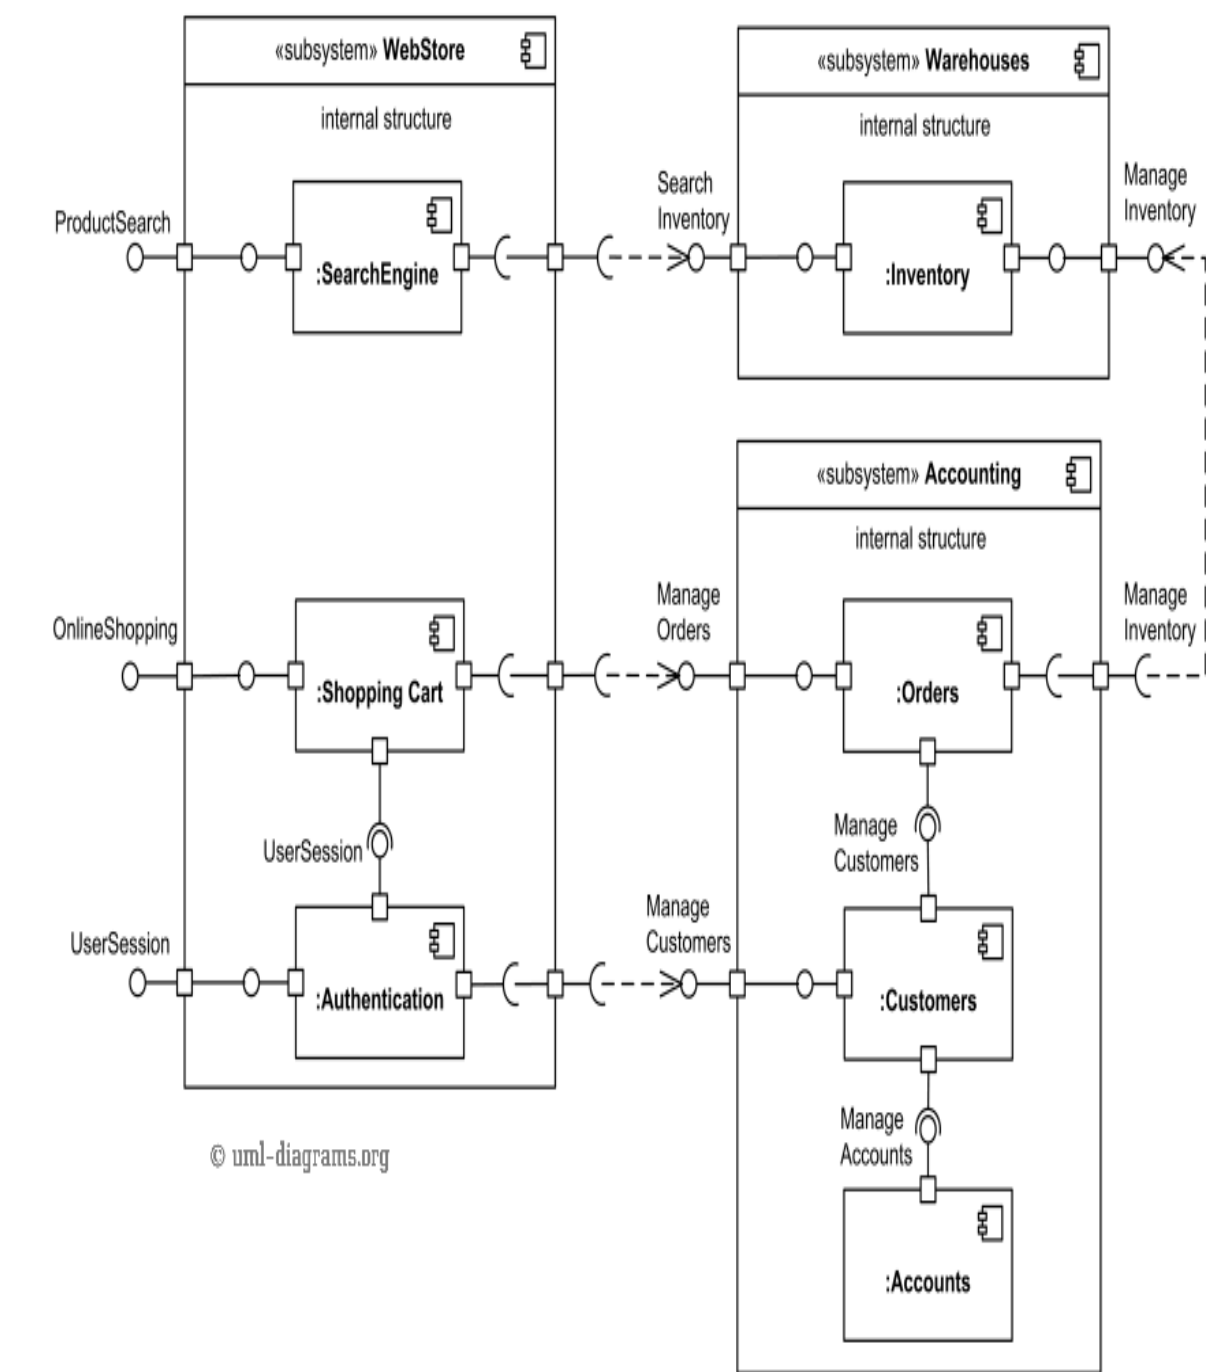 «subsystem» WebStore
internal structure
ProductSearch
:SearchEngine
OnlineShopping
:Shopping Cart
UserSession
UserSession
:Authentication
«subsystem» Warehouses
internal structure
Search
Inventory
:Inventory
Manage
Inventory
«subsystem» Accounting
internal structure
Manage
Orders
:Orders
Manage
Inventory
Manage
Customers
Manage
Customers
:Customers
Manage
Accounts
:Accounts
© uml-diagrams.org